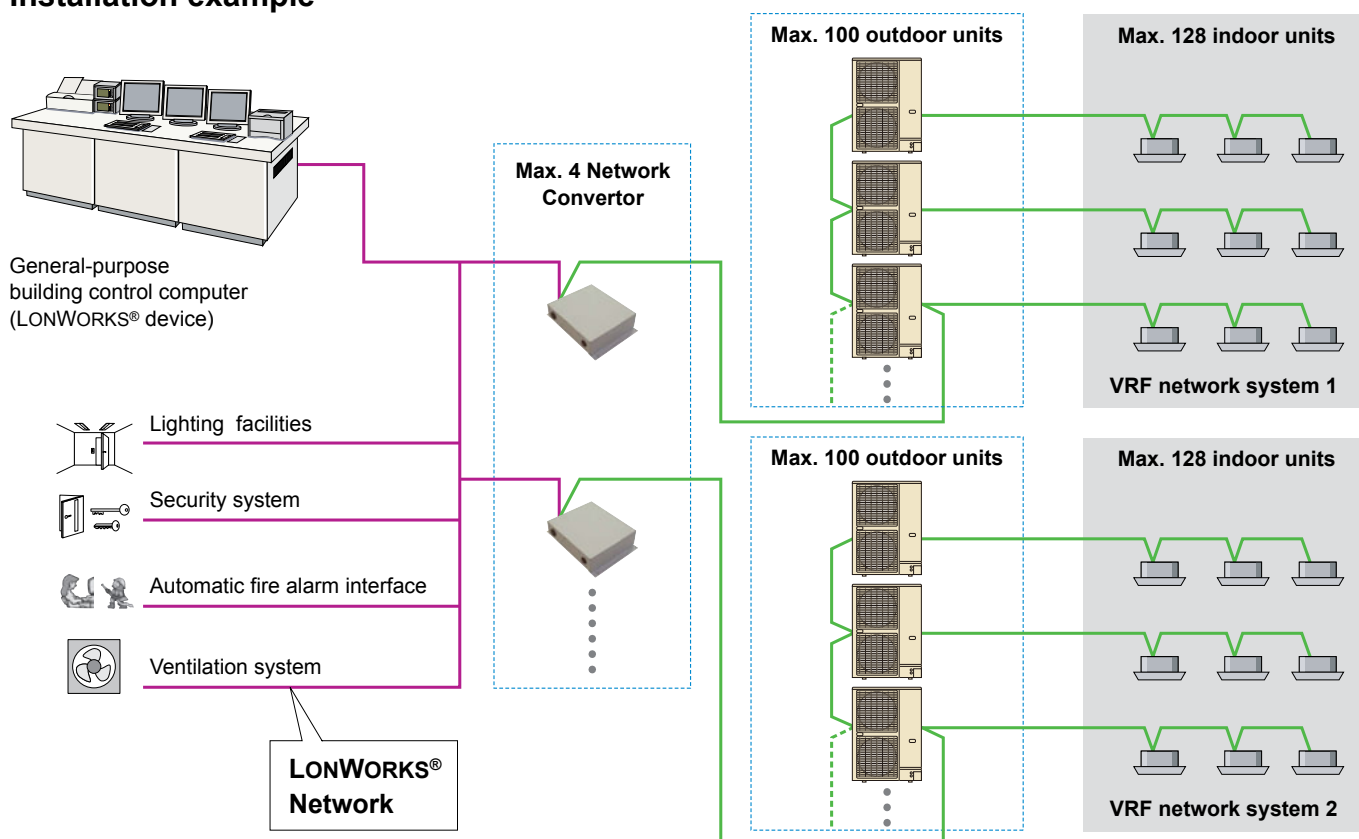 Installation example
Max. 100 outdoor units
Max. 128 indoor units
Max. 4 Network
Convertor
General-purpose
building control computer
(LONWORKS® device)
VRF network system 1
Lighting facilities
Max. 100 outdoor units
Max. 128 indoor units
Security system
Automatic fire alarm interface
Ventilation system
LONWORKS®
Network
VRF network system 2